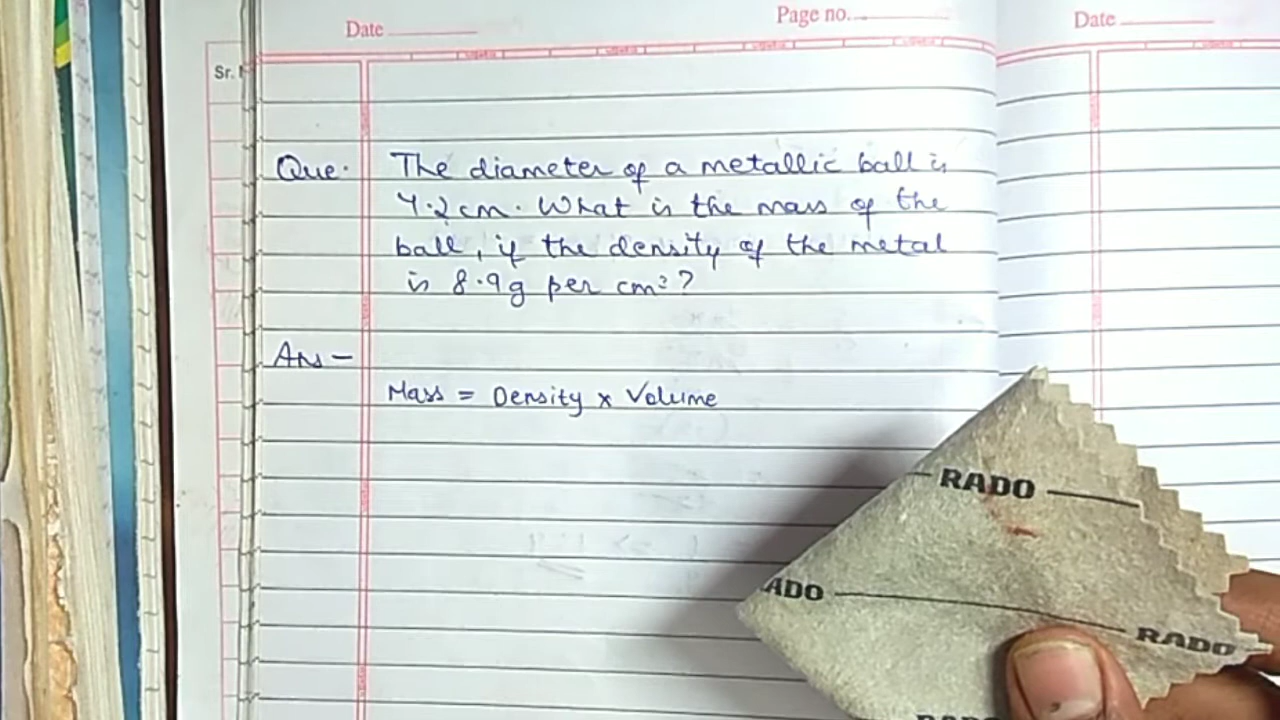 Date
Page no.
Date
Sr.
Que. The diameter of a metallic ball is
4.2 cm. What is the mass of the
ball, if the density of the metal
is 8.9g per cm³?
Ans –
Mass = Density x Volume
RADO
ADO
RADO
RADO